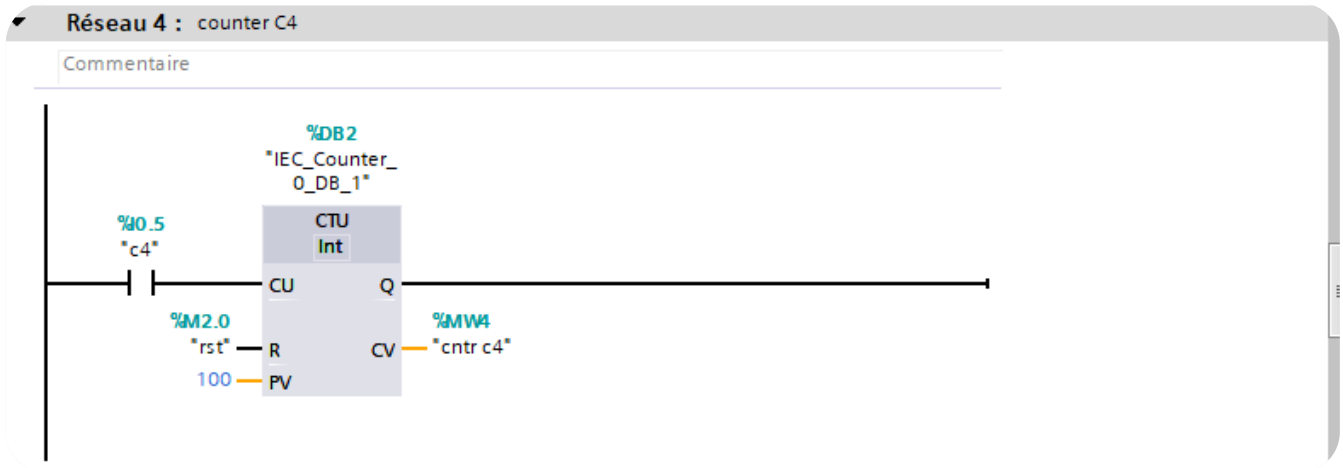 Réseau 4 : counter C4
Commentaire
%DB2
"IEC_Counter_
0_DB_1"
%I0.5
"c4"
CTU
Int
CU Q
%M2.0
"rst"
R
%MW4
"cntr c4"
CV
100
PV